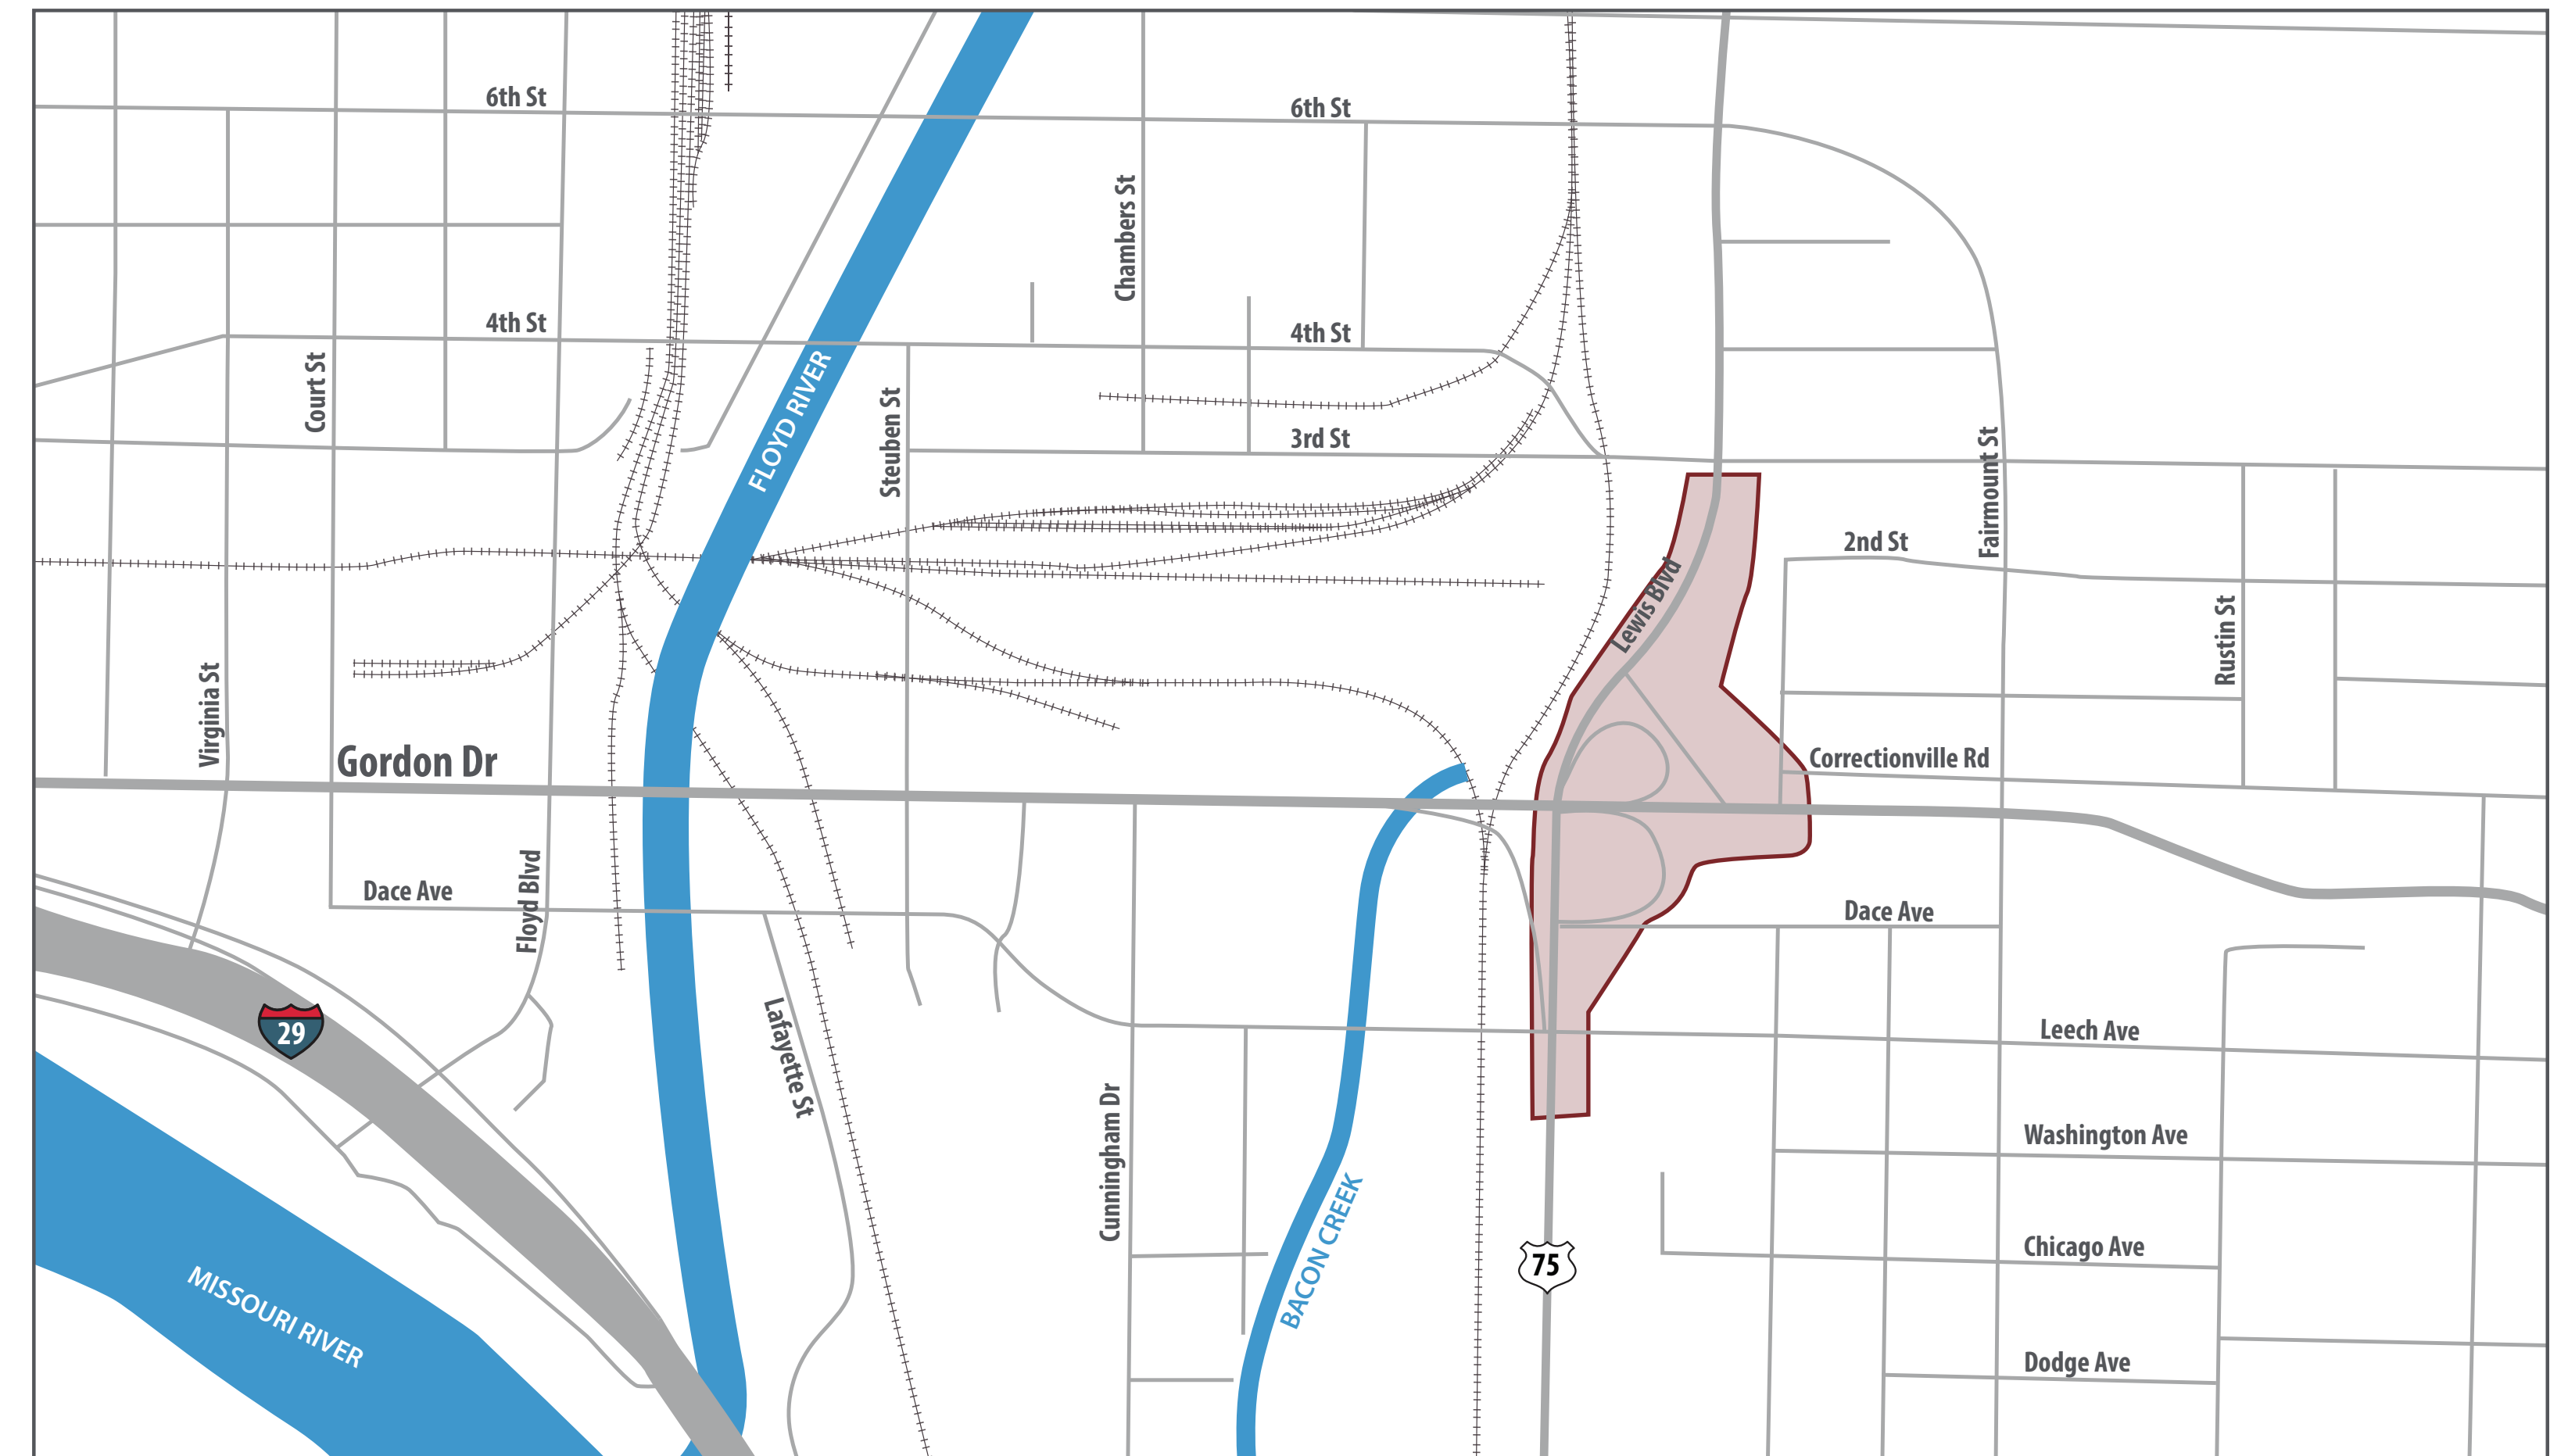 6th St
6th St
Chambers St
4th St
4th St
Court St
FLOYD RIVER
Steuben St
3rd St
Fairmount St
2nd St
Lewis Blvd
Rustin St
Virginia St
Gordon Dr
Correctionville Rd
Floyd Blvd
Dace Ave
Dace Ave
29
Lafayette St
Leech Ave
Cunningham Dr
Washington Ave
BACON CREEK
75
Chicago Ave
MISSOURI RIVER
Dodge Ave